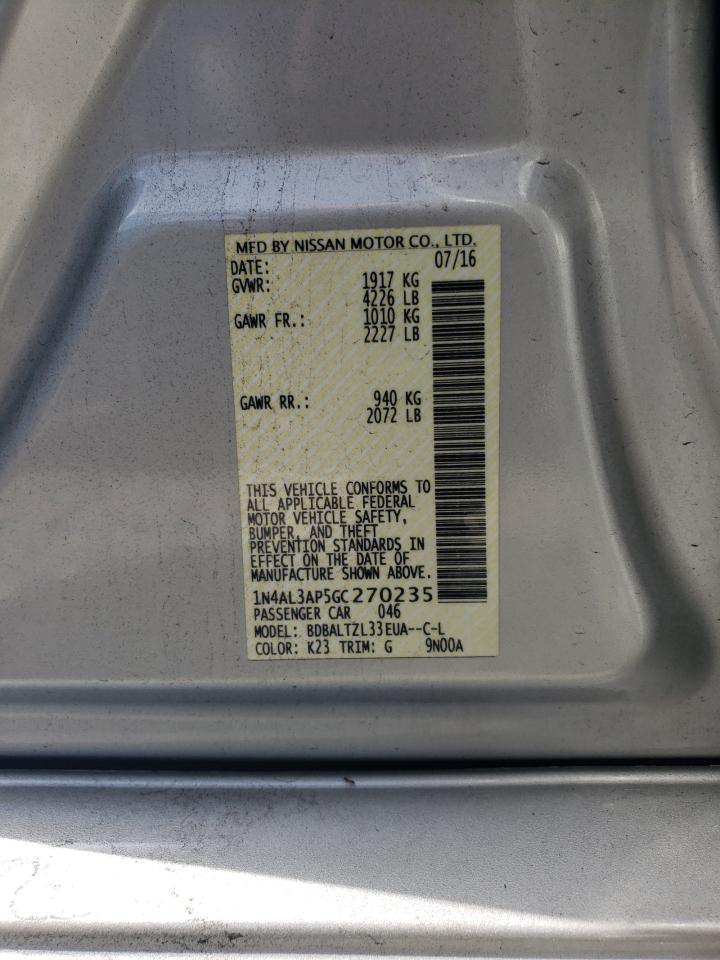 MFD BY NISSAN MOTOR CO., LTD.
DATE: 07/16
GVWR: 1917 KG
4226 LB
GAWR FR.: 1010 KG
2227 LB
GAWR RR.: 940 KG
2072 LB
THIS VEHICLE CONFORMS TO
ALL APPLICABLE FEDERAL
MOTOR VEHICLE SAFETY,
BUMPER, AND THEFT
PREVENTION STANDARDS IN
EFFECT ON THE DATE OF
MANUFACTURE SHOWN ABOVE.
1N4AL3AP5GC270235
PASSENGER CAR 046
MODEL: BDBALTZL33EUA--C-L
COLOR: K23 TRIM: G 9N00A